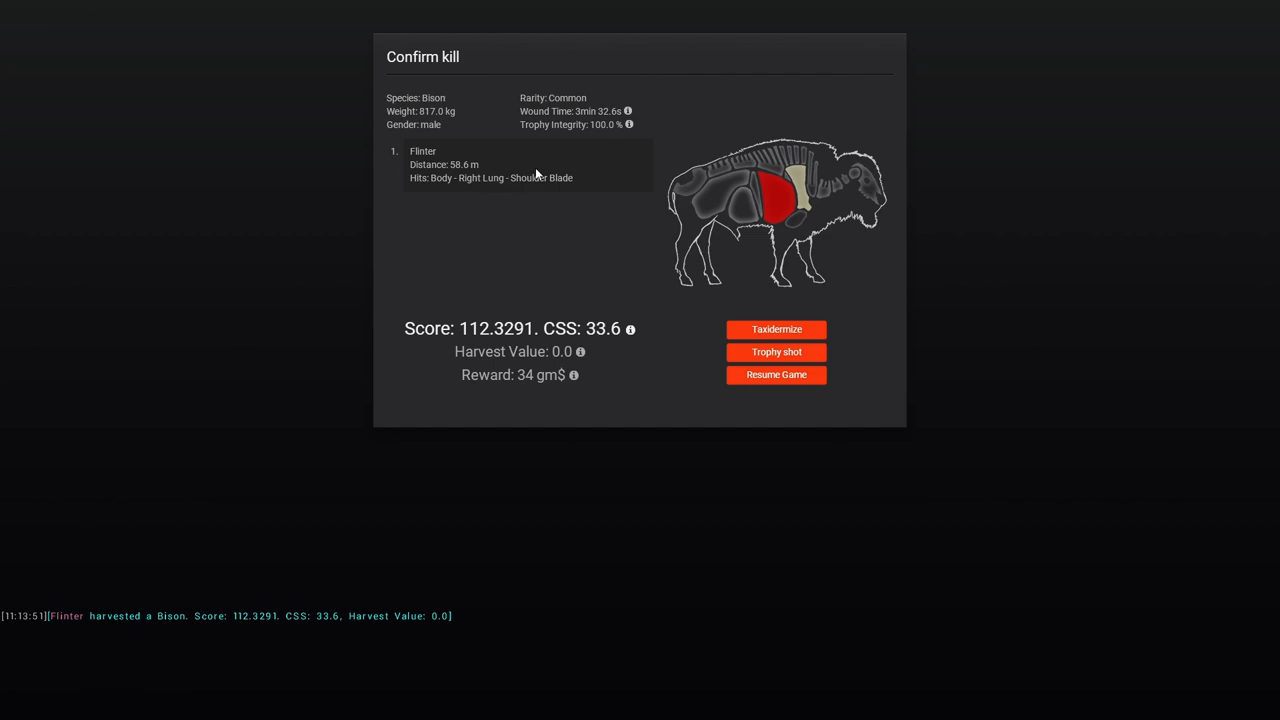 Confirm kill
Species: Bison
Rarity: Common
Weight: 817.0 kg
Wound Time: 3min 32.6s
Gender: male
Trophy Integrity: 100.0 %
1.
Flinter
Distance: 58.6 m
Hits: Body - Right Lung - Shoulder Blade
Score: 112.3291. CSS: 33.6
Harvest Value: 0.0
Reward: 34 gm$
Taxidermize
Trophy shot
Resume Game
[11:13:51][Flinter harvested a Bison. Score: 112.3291. CSS: 33.6, Harvest Value: 0.0]